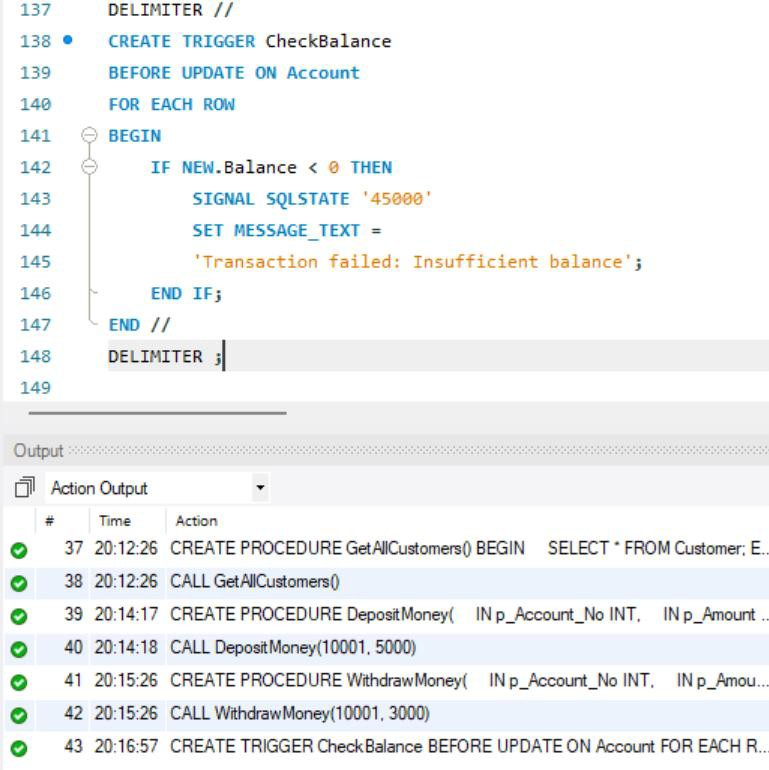 137 DELIMITER //
138 CREATE TRIGGER CheckBalance
139 BEFORE UPDATE ON Account
140 FOR EACH ROW
141 BEGIN
142 IF NEW.Balance < 0 THEN
143 SIGNAL SQLSTATE '45000'
144 SET MESSAGE_TEXT =
145 'Transaction failed: Insufficient balance';
146 END IF;
147 END //
148 DELIMITER ;
149
Output
Action Output
# Time Action
37 20:12:26 CREATE PROCEDURE GetAllCustomers() BEGIN SELECT * FROM Customer; E...
38 20:12:26 CALL GetAllCustomers()
39 20:14:17 CREATE PROCEDURE DepositMoney( IN p_Account_No INT, IN p_Amount ...
40 20:14:18 CALL DepositMoney(10001, 5000)
41 20:15:26 CREATE PROCEDURE WithdrawMoney( IN p_Account_No INT, IN p_Amou...
42 20:15:26 CALL WithdrawMoney(10001, 3000)
43 20:16:57 CREATE TRIGGER CheckBalance BEFORE UPDATE ON Account FOR EACH R...